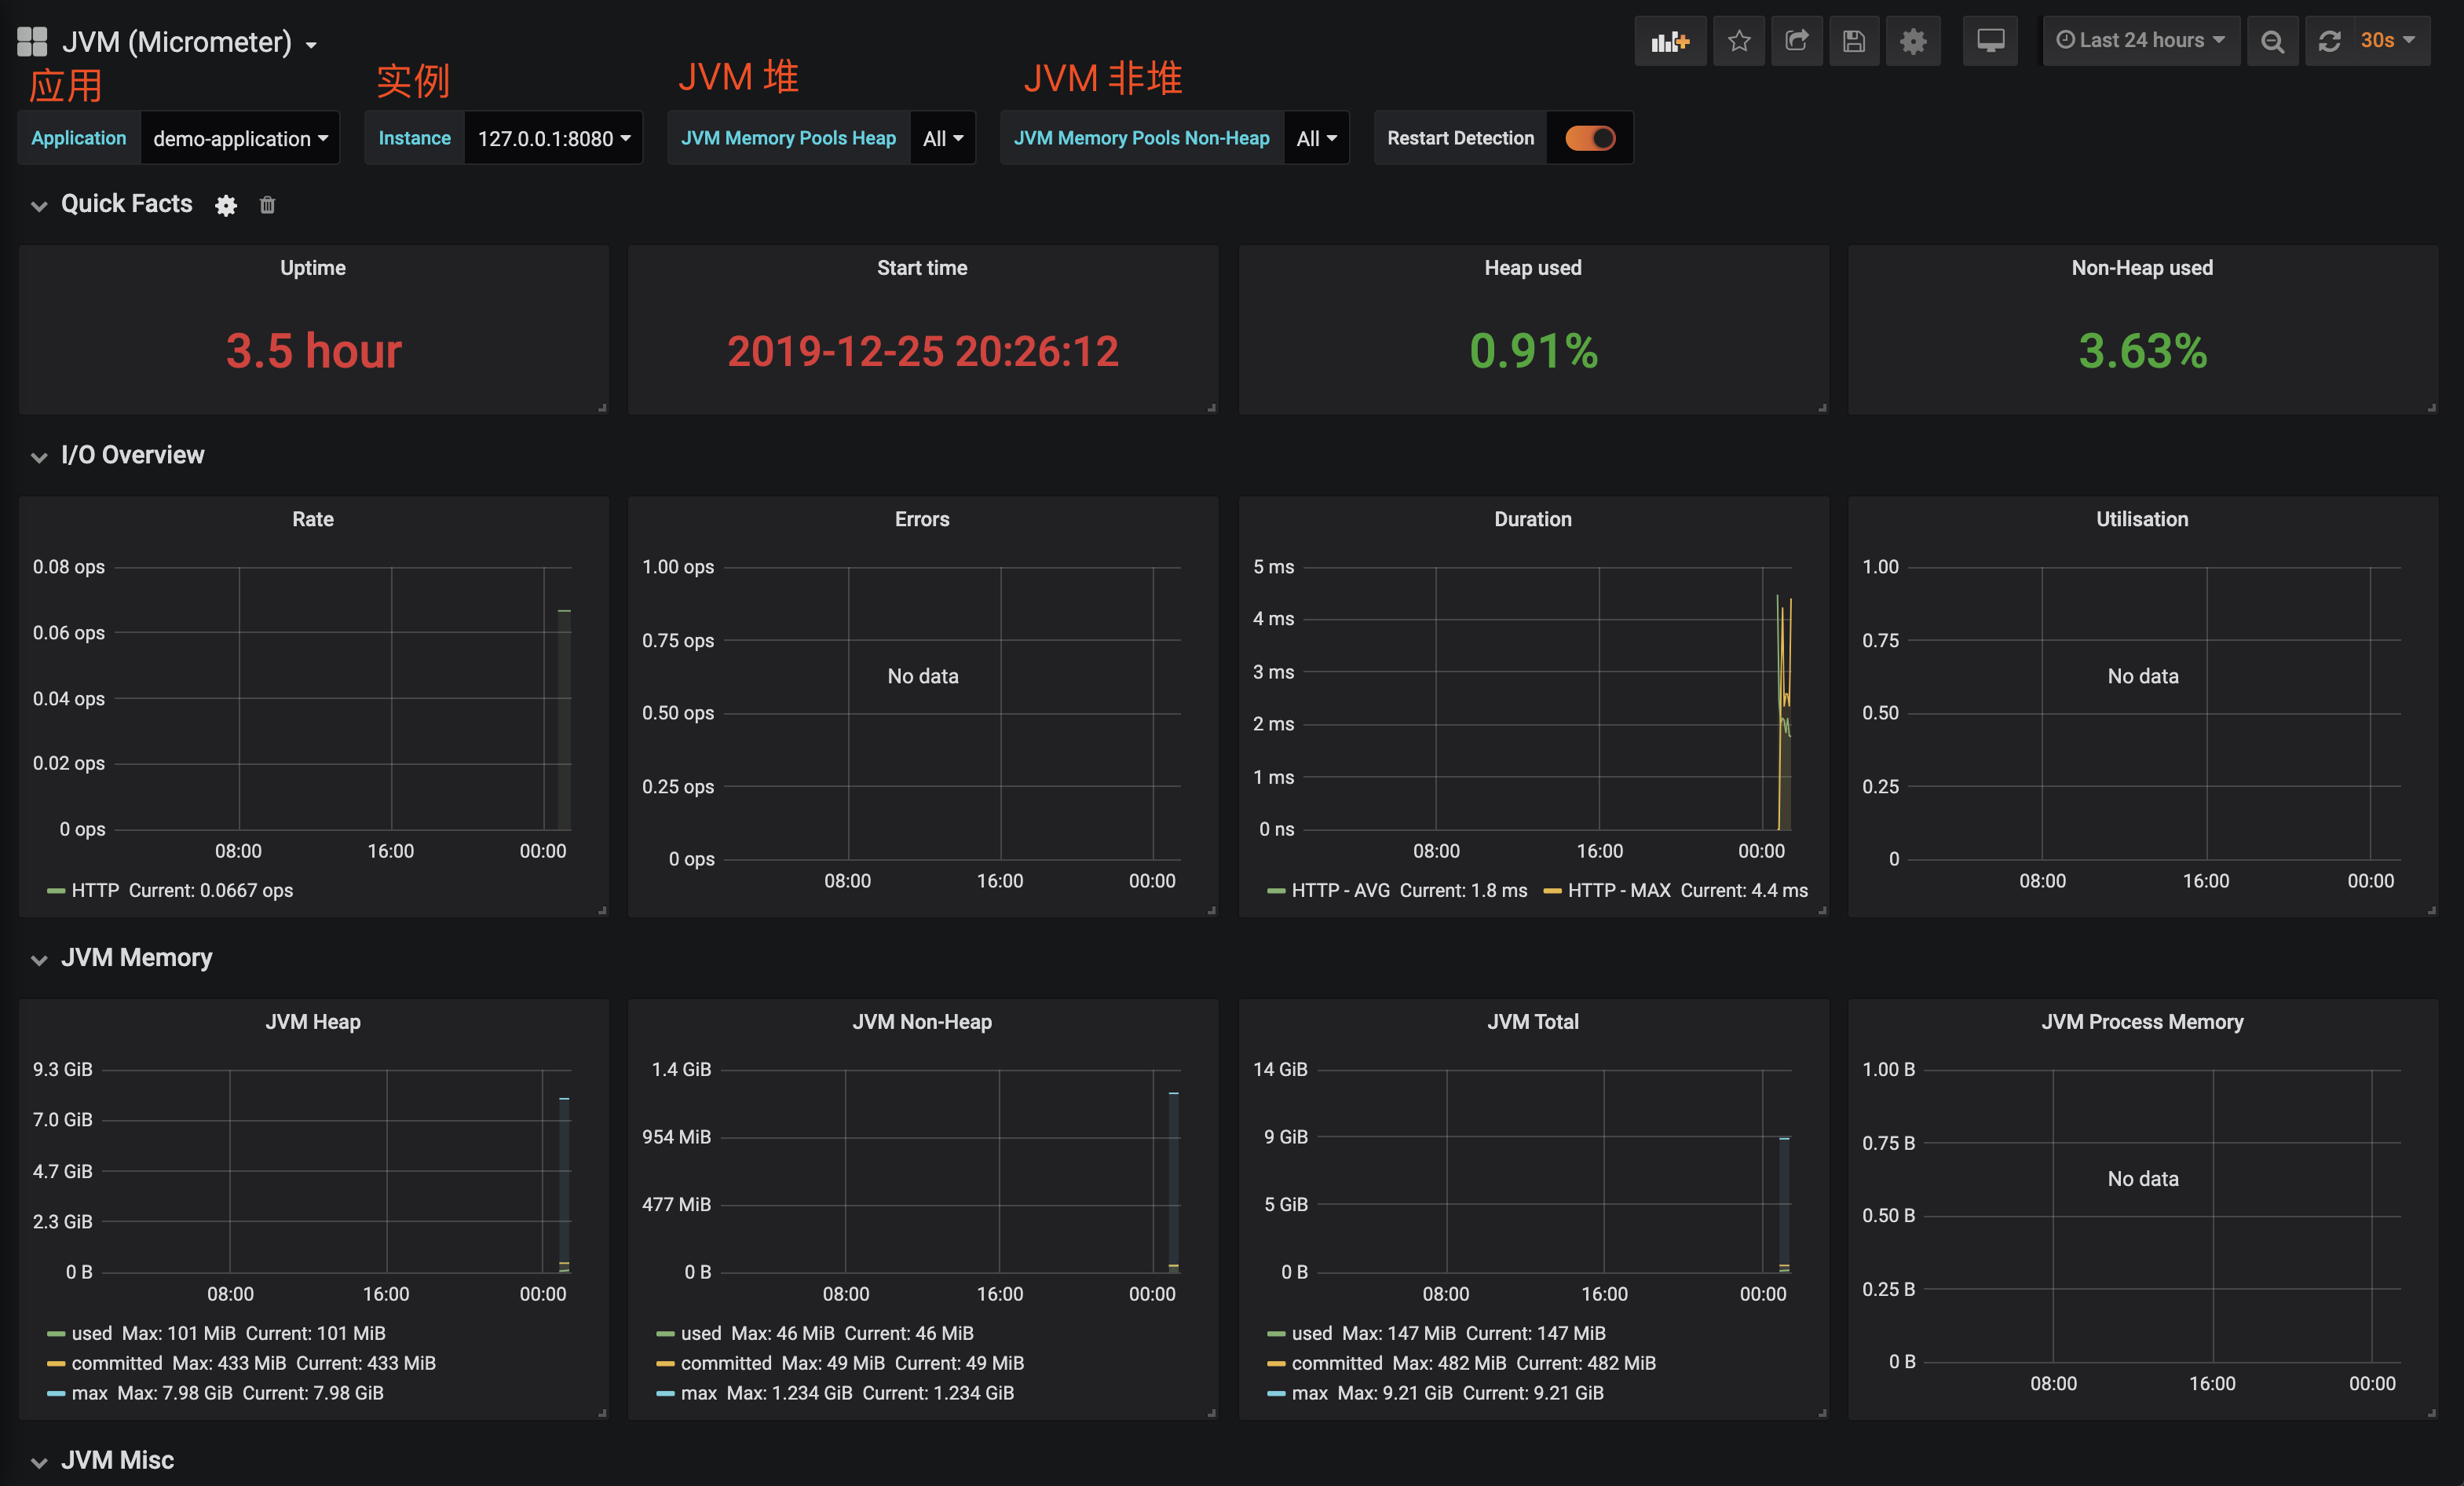 JVM (Micrometer)
Last 24 hours
30s
应用
实例
JVM 堆
JVM 非堆
Application
demo-application
Instance
127.0.0.1:8080
JVM Memory Pools Heap
All
JVM Memory Pools Non-Heap
All
Restart Detection
Quick Facts
Uptime
3.5 hour
Start time
2019-12-25 20:26:12
Heap used
0.91%
Non-Heap used
3.63%
I/O Overview
Rate
0.08 ops
0.06 ops
0.04 ops
0.02 ops
0 ops
08:00
16:00
00:00
HTTP Current: 0.0667 ops
Errors
1.00 ops
0.75 ops
0.50 ops
0.25 ops
0 ops
No data
08:00
16:00
00:00
Duration
5 ms
4 ms
3 ms
2 ms
1 ms
0 ns
08:00
16:00
00:00
HTTP - AVG Current: 1.8 ms
HTTP - MAX Current: 4.4 ms
Utilisation
1.00
0.75
0.50
0.25
0
No data
08:00
16:00
00:00
JVM Memory
JVM Heap
9.3 GiB
7.0 GiB
4.7 GiB
2.3 GiB
0 B
08:00
16:00
00:00
used Max: 101 MiB Current: 101 MiB
committed Max: 433 MiB Current: 433 MiB
max Max: 7.98 GiB Current: 7.98 GiB
JVM Non-Heap
1.4 GiB
954 MiB
477 MiB
0 B
08:00
16:00
00:00
used Max: 46 MiB Current: 46 MiB
committed Max: 49 MiB Current: 49 MiB
max Max: 1.234 GiB Current: 1.234 GiB
JVM Total
14 GiB
9 GiB
5 GiB
0 B
08:00
16:00
00:00
used Max: 147 MiB Current: 147 MiB
committed Max: 482 MiB Current: 482 MiB
max Max: 9.21 GiB Current: 9.21 GiB
JVM Process Memory
1.00 B
0.75 B
0.50 B
0.25 B
0 B
No data
08:00
16:00
00:00
JVM Misc